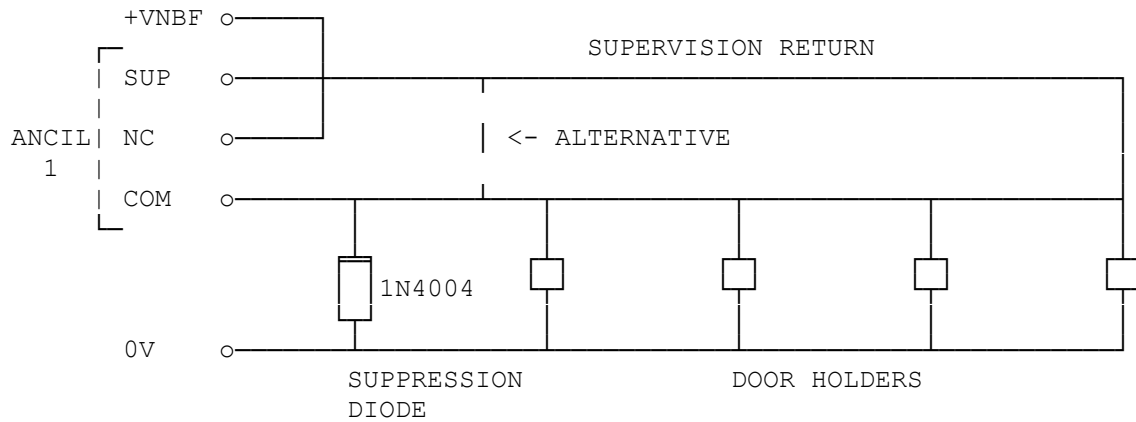 +VNBF
SUPERVISION RETURN
SUP
ANCIL
1
NC
<- ALTERNATIVE
COM
1N4004
0V
SUPPRESSION
DIODE
DOOR HOLDERS